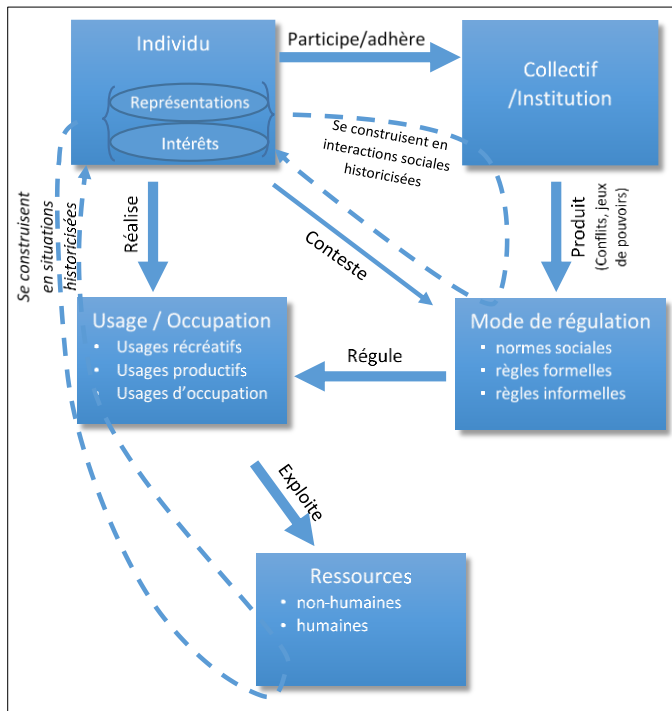 Individu
Représentations
Intérêts
Participe/adhère
Collectif
/Institution
Se construisent en
interactions sociales
historicisées
Se construisent
en situations
historicisées
Réalise
Conteste
Produit
(Conflits, jeux
de pouvoirs)
Usage / Occupation
• Usages récréatifs
• Usages productifs
• Usages d’occupation
Régule
Mode de régulation
▪ normes sociales
▪ règles formelles
▪ règles informelles
Exploite
Ressources
• non-humaines
• humaines